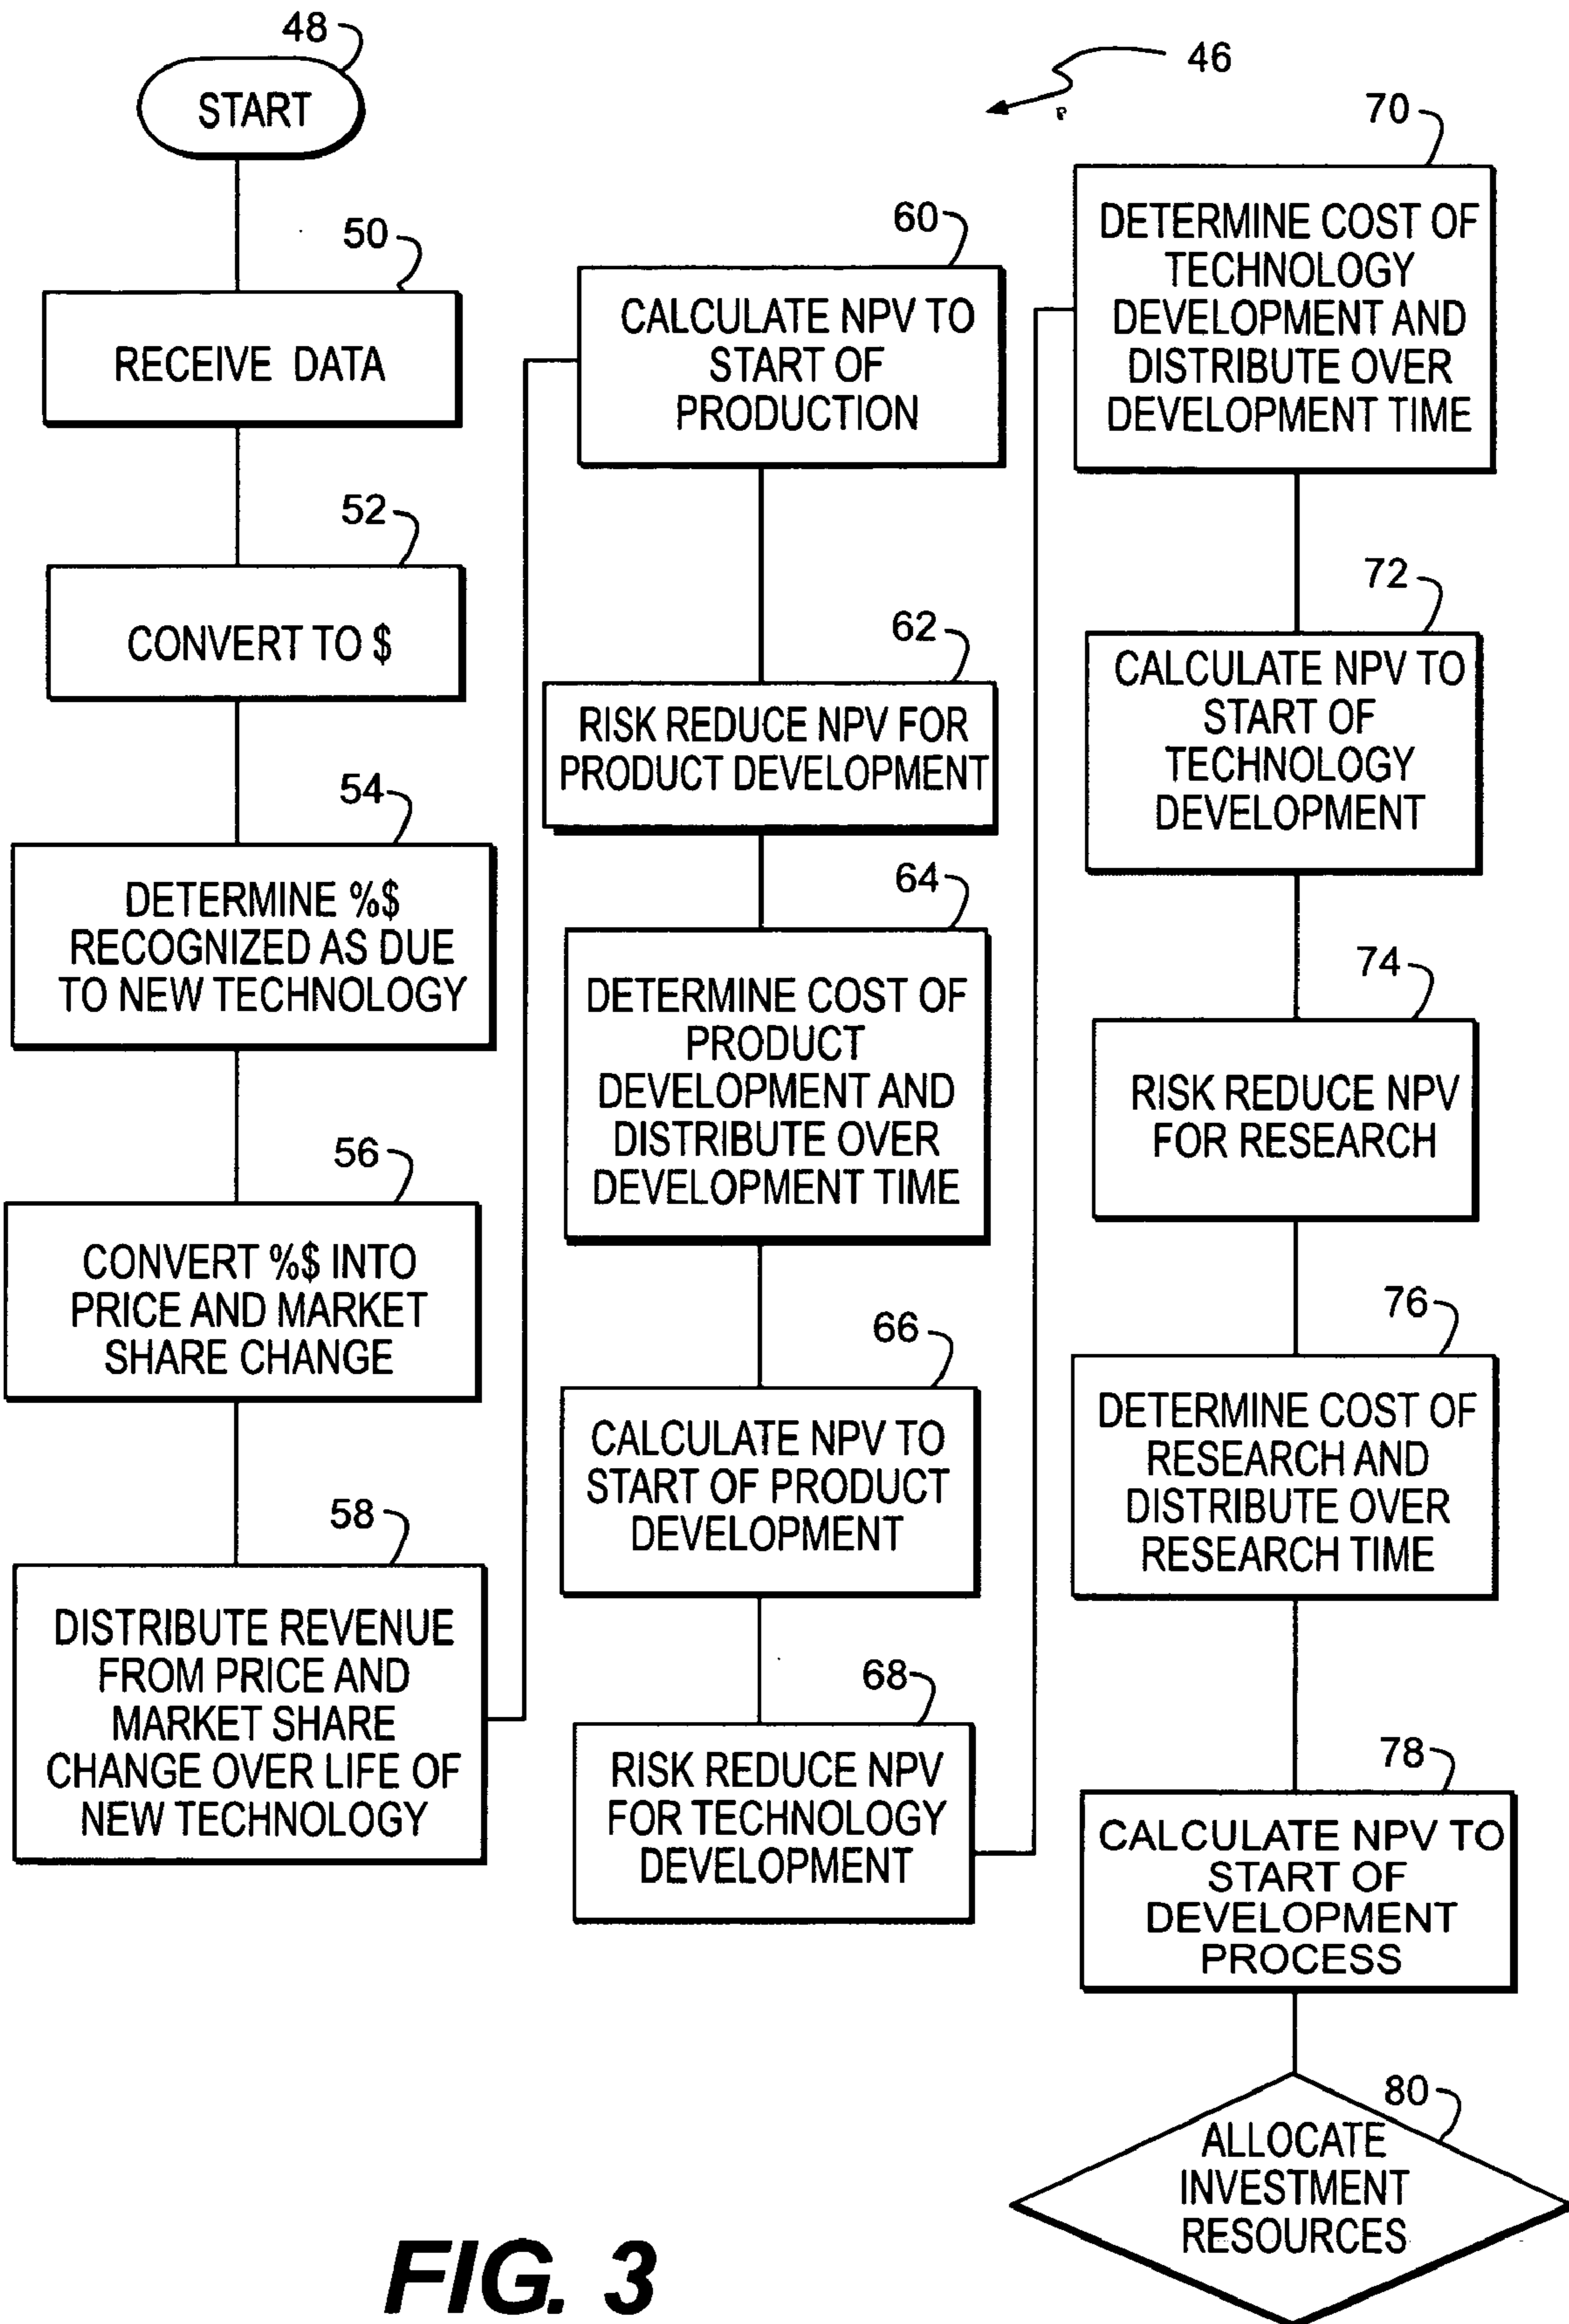 48
START
50
RECEIVE DATA
52
CONVERT TO $
54
DETERMINE %$
RECOGNIZED AS DUE
TO NEW TECHNOLOGY
56
CONVERT %$ INTO
PRICE AND MARKET
SHARE CHANGE
58
DISTRIBUTE REVENUE
FROM PRICE AND
MARKET SHARE
CHANGE OVER LIFE OF
NEW TECHNOLOGY
60
CALCULATE NPV TO
START OF
PRODUCTION
62
RISK REDUCE NPV FOR
PRODUCT DEVELOPMENT
64
DETERMINE COST OF
PRODUCT
DEVELOPMENT AND
DISTRIBUTE OVER
DEVELOPMENT TIME
66
CALCULATE NPV TO
START OF PRODUCT
DEVELOPMENT
68
RISK REDUCE NPV
FOR TECHNOLOGY
DEVELOPMENT
46
70
DETERMINE COST OF
TECHNOLOGY
DEVELOPMENT AND
DISTRIBUTE OVER
DEVELOPMENT TIME
72
CALCULATE NPV TO
START OF
TECHNOLOGY
DEVELOPMENT
74
RISK REDUCE NPV
FOR RESEARCH
76
DETERMINE COST OF
RESEARCH AND
DISTRIBUTE OVER
RESEARCH TIME
78
CALCULATE NPV TO
START OF
DEVELOPMENT
PROCESS
80
ALLOCATE
INVESTMENT
RESOURCES
FIG. 3